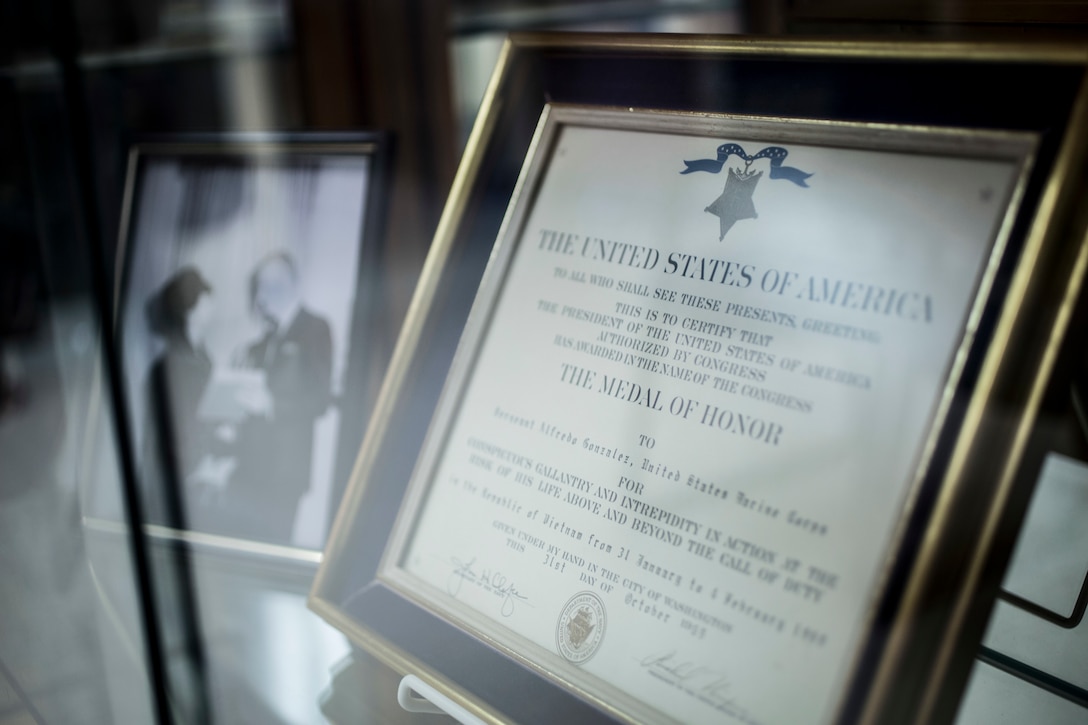 THE UNITED STATES OF AMERICA
TO ALL WHO SHALL SEE THESE PRESENTS, GREETING:
THIS IS TO CERTIFY THAT
THE PRESIDENT OF THE UNITED STATES OF AMERICA
AUTHORIZED BY CONGRESS
HAS AWARDED IN THE NAME OF THE CONGRESS
THE MEDAL OF HONOR
TO
Sergeant Alfredo Gonzalez, United States Marine Corps
FOR
CONSPICUOUS GALLANTRY AND INTREPIDITY IN ACTION AT THE
RISK OF HIS LIFE ABOVE AND BEYOND THE CALL OF DUTY
in the Republic of Vietnam from 31 January to 4 February 1968
GIVEN UNDER MY HAND IN THE CITY OF WASHINGTON
THIS 31st DAY OF October